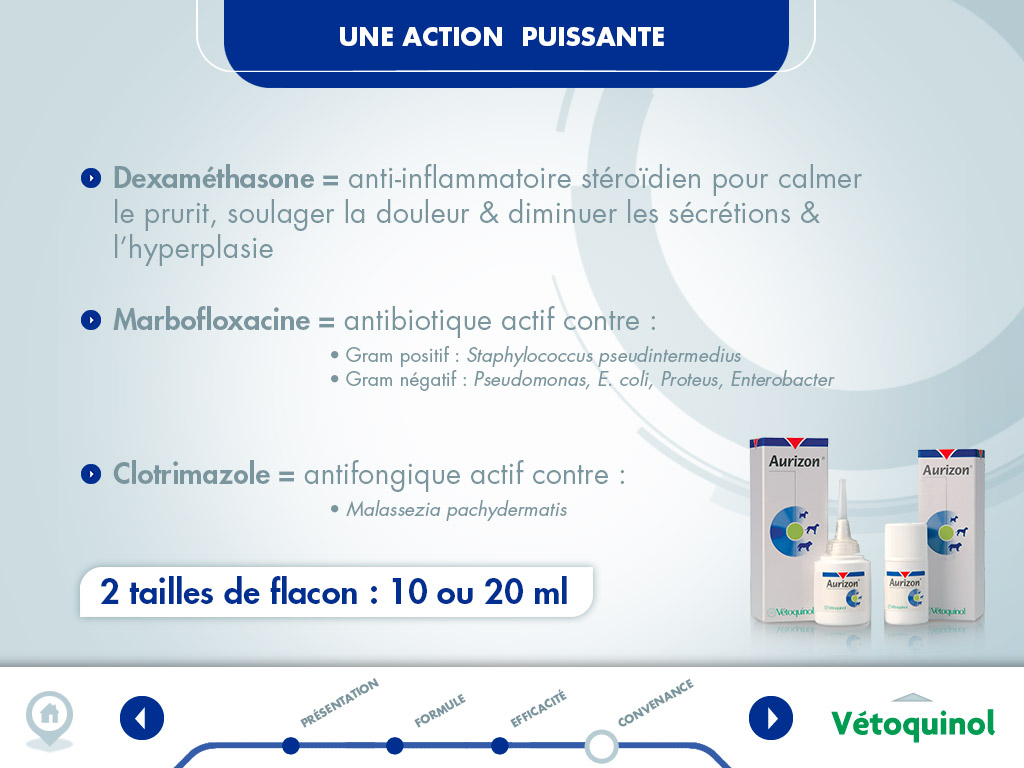 UNE ACTION PUISSANTE
Dexaméthasone = anti-inflammatoire stéroïdien pour calmer
le prurit, soulager la douleur & diminuer les sécrétions &
l’hyperplasie
Marbofloxacine = antibiotique actif contre :
• Gram positif : Staphylococcus pseudintermedius
• Gram négatif : Pseudomonas, E. coli, Proteus, Enterobacter
Clotrimazole = antifongique actif contre :
• Malassezia pachydermatis
2 tailles de flacon : 10 ou 20 ml
Aurizon®
Aurizon®
Aurizon®
Aurizon®
Vétoquinol
Vétoquinol
Vétoquinol
Vétoquinol
PRÉSENTATION
FORMULE
EFFICACITÉ
CONVENANCE
Vétoquinol